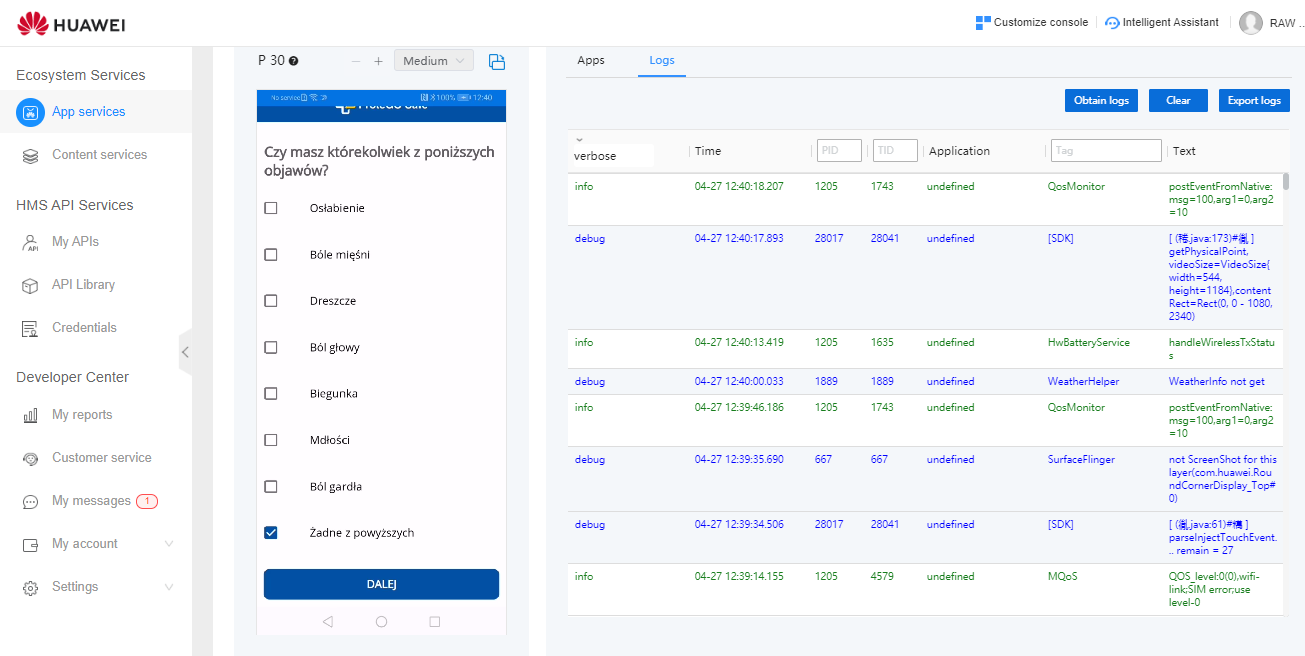 HUAWEI
Customize console
Intelligent Assistant
RAW ...
Ecosystem Services
App services
Content services
HMS API Services
My APIs
API Library
Credentials
Developer Center
My reports
Customer service
My messages 1
My account
Settings
P 30
Medium
No service 100% 12:40
ProteGO Safe
Czy masz którekolwiek z poniższych
objawów?
Osłabienie
Bóle mięśni
Dreszcze
Ból głowy
Biegunka
Mdłości
Ból gardła
Żadne z powyższych
DALEJ
Apps Logs
Obtain logs Clear Export logs
verbose Time PID TID Application Tag Text
info 04-27 12:40:18.207 1205 1743 undefined QosMonitor postEventFromNative:
msg=100,arg1=0,arg2
=10
debug 04-27 12:40:17.893 28017 28041 undefined [SDK]
getPhysicalPoint,
videoSize=VideoSize{
width=544,
height=1184},content
Rect=Rect(0, 0 - 1080,
2340)
info 04-27 12:40:13.419 1205 1635 undefined HwBatteryService handleWirelessTxStatu
s
debug 04-27 12:40:00.033 1889 1889 undefined WeatherHelper WeatherInfo not get
info 04-27 12:39:46.186 1205 1743 undefined QosMonitor postEventFromNative:
msg=100,arg1=0,arg2
=10
debug 04-27 12:39:35.690 667 667 undefined SurfaceFlinger not ScreenShot for this
layer(com.huawei.Rou
ndCornerDisplay_Top#
0)
debug 04-27 12:39:34.506 28017 28041 undefined [SDK]
parseInjectTouchEvent.
.. remain = 27
info 04-27 12:39:14.155 1205 4579 undefined MQoS QOS_level:0(0),wifi-
link;SIM error;use
level-0